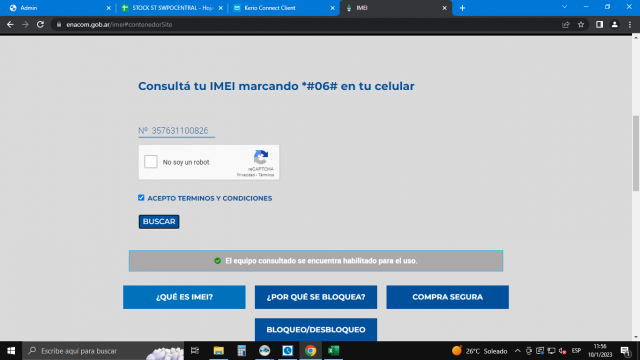 Admin
STOCK ST SWPOCENTRAL - Hoja
Kerio Connect Client
IMEI
enacom.gob.ar/imei#contenedorSite
Consultá tu IMEI marcando *#06# en tu celular
Nº 357631100826
No soy un robot
reCAPTCHA
Privacidad - Términos
ACEPTO TERMINOS Y CONDICIONES
BUSCAR
El equipo consultado se encuentra habilitado para el uso.
¿QUÉ ES IMEI?
¿POR QUÉ SE BLOQUEA?
COMPRA SEGURA
BLOQUEO/DESBLOQUEO
Escribe aquí para buscar
26°C Soleado
ESP
11:56
10/1/2023